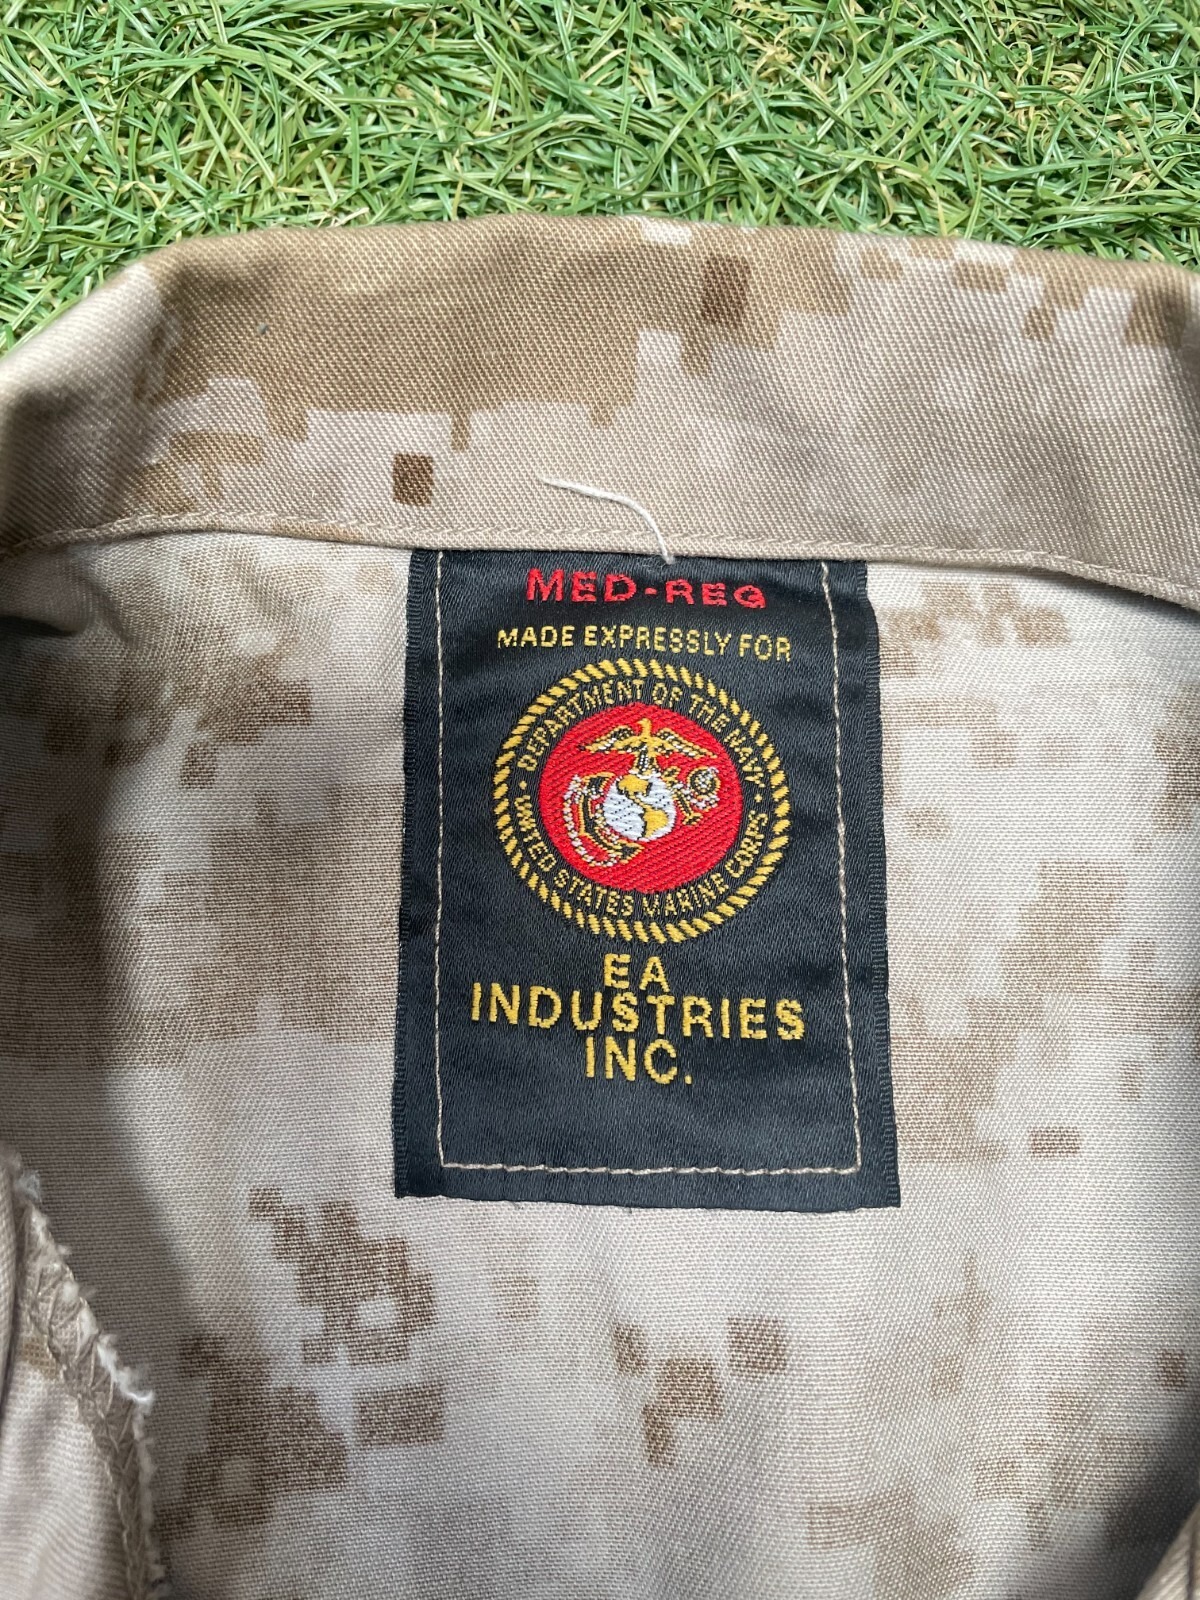 MED-REG
MADE EXPRESSLY FOR
DEPARTMENT OF THE NAVY
UNITED STATES MARINE CORPS
EA
INDUSTRIES
INC.